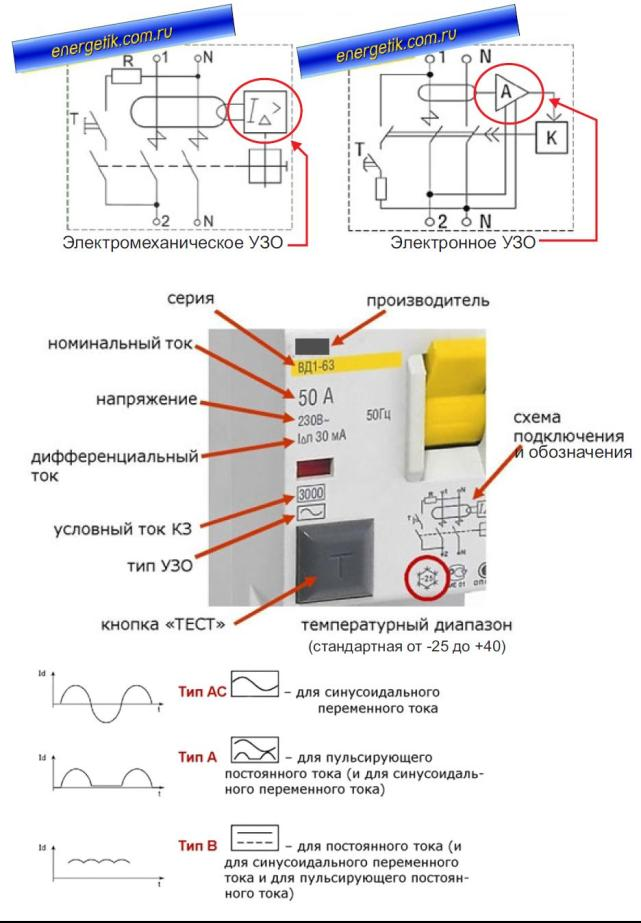 energetik.com.ru
energetik.com.ru
R 1 N
1 N
T
I Δ >
A
T
K
2 N
2 N
Электромеханическое УЗО
Электронное УЗО
серия
производитель
номинальный ток
ВД1-63
напряжение
50 А
230В~ 50Гц
IΔп 30 мА
схема
подключения
и обозначения
дифференциальный
ток
3000
R 1 N
T
2 N
условный ток КЗ
тип УЗО
T
-25
кнопка «ТЕСТ»
температурный диапазон
(стандартная от -25 до +40)
Id
t
Тип АС – для синусоидального
переменного тока
Id
t
Тип А – для пульсирующего
постоянного тока (и для синусоидаль-
ного переменного тока)
Id
t
Тип В – для постоянного тока (и
для синусоидального переменного
тока и для пульсирующего постоян-
ного тока)